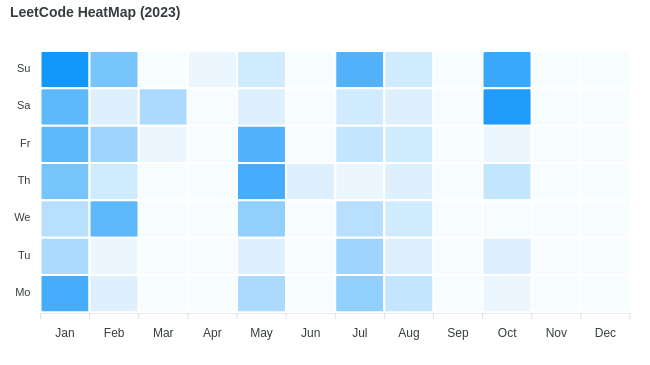 LeetCode HeatMap (2023)
Su
Sa
Fr
Th
We
Tu
Mo
Jan Feb Mar Apr May Jun Jul Aug Sep Oct Nov Dec